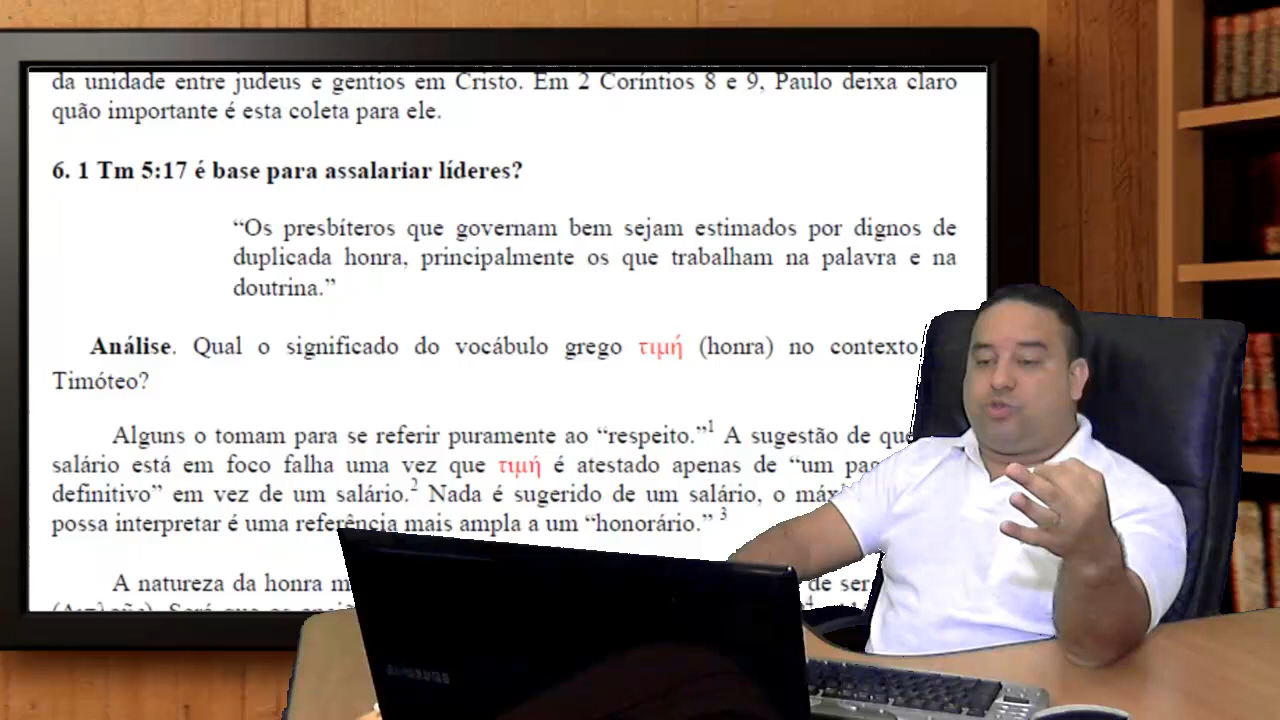 da unidade entre judeus e gentios em Cristo. Em 2 Coríntios 8 e 9, Paulo deixa claro
quão importante é esta coleta para ele.
6. 1 Tm 5:17 é base para assalariar líderes?
“Os presbíteros que governam bem sejam estimados por dignos de
duplicada honra, principalmente os que trabalham na palavra e na
doutrina.”
Análise. Qual o significado do vocábulo grego τιμή (honra) no contexto
Timóteo?
Alguns o tomam para se referir puramente ao “respeito.”1 A sugestão de
salário está em foco falha uma vez que τιμή é atestado apenas de “um
definitivo” em vez de um salário.2 Nada é sugerido de um salário, o
possa interpretar é uma referência mais ampla a um “honorário.” 3
A natureza da honra de
SAMSUNG